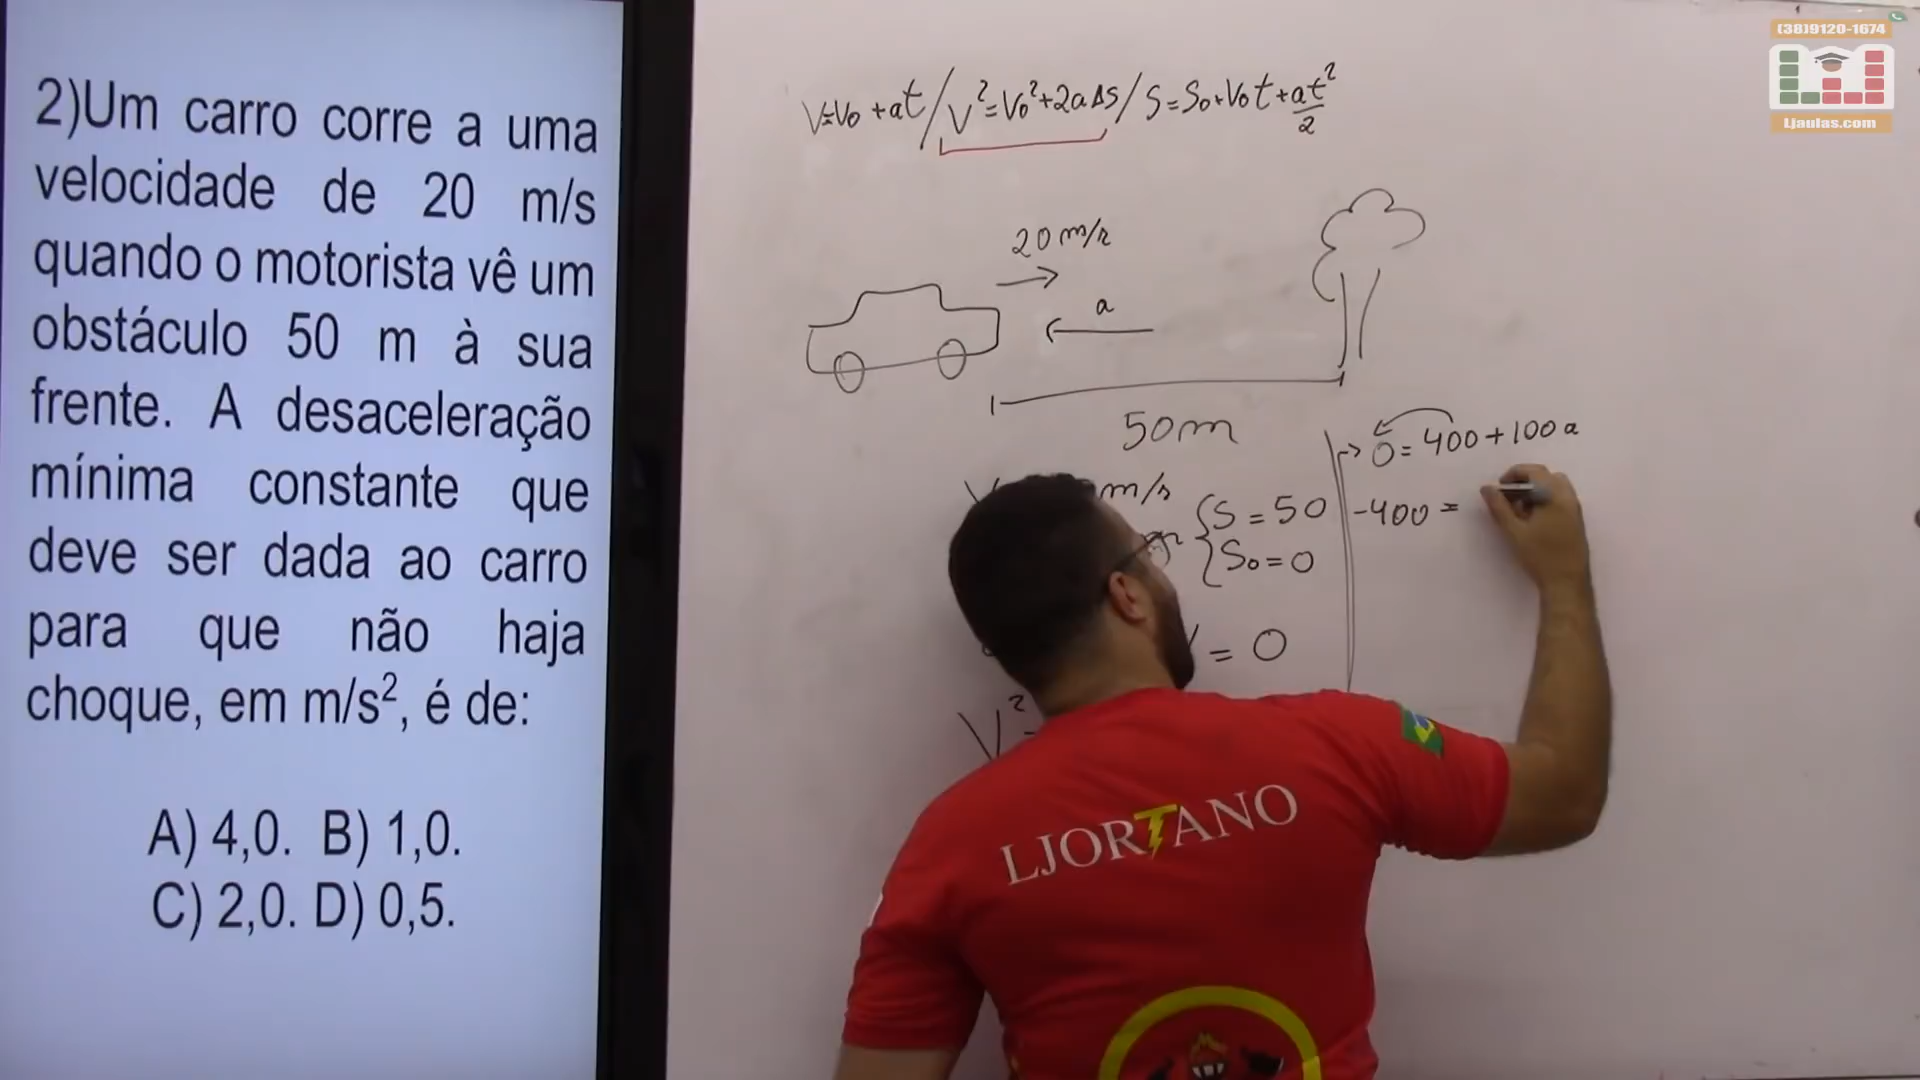 2)Um carro corre a uma
velocidade de 20 m/s
quando o motorista vê um
obstáculo 50 m à sua
frente. A desaceleração
mínima constante que
deve ser dada ao carro
para que não haja
choque, em m/s², é de:
A) 4,0. B) 1,0.
C) 2,0. D) 0,5.
V=V₀+at / V²=V₀²+2aΔS / S=S₀+V₀t+at²/2
20m/s
a
50m
m/s
S=50
S₀=0
=0
V²
0=400+100a
-400=
LJORTANO
(38)9120-1674
Ljaulas.com